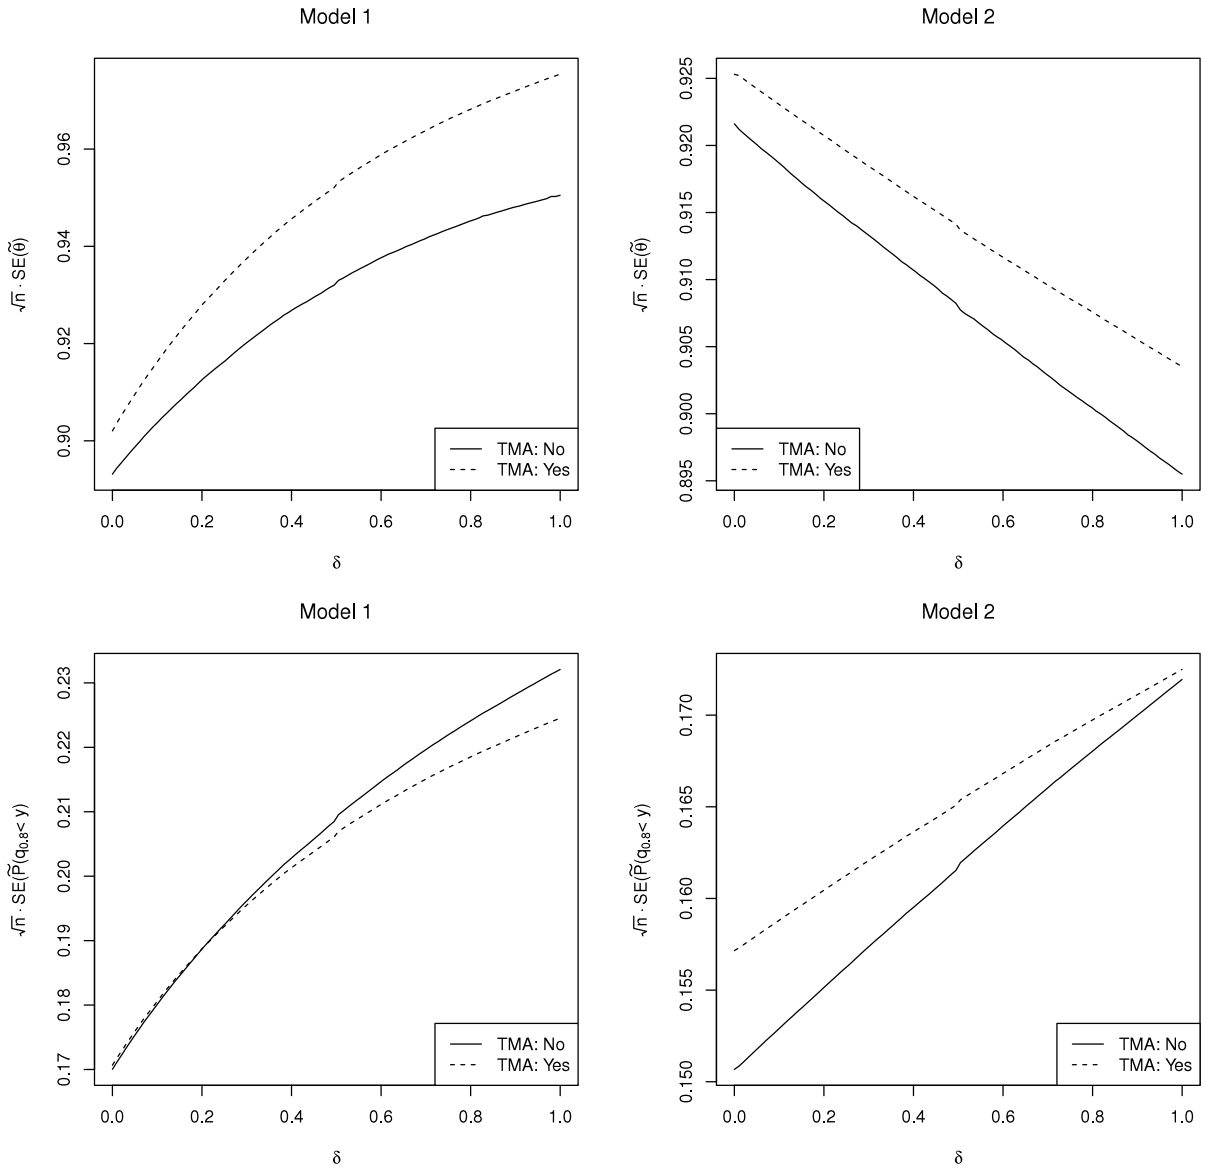 Model 1
√n · SE(θ̃)
0.90 0.92 0.94 0.96
TMA: No
TMA: Yes
0.0 0.2 0.4 0.6 0.8 1.0
δ
Model 2
√n · SE(θ̃)
0.895 0.900 0.905 0.910 0.915 0.920 0.925
TMA: No
TMA: Yes
0.0 0.2 0.4 0.6 0.8 1.0
δ
Model 1
√n · SE(P̃(q0.8< y)
0.17 0.18 0.19 0.20 0.21 0.22 0.23
TMA: No
TMA: Yes
0.0 0.2 0.4 0.6 0.8 1.0
δ
Model 2
√n · SE(P̃(q0.8< y)
0.150 0.155 0.160 0.165 0.170
TMA: No
TMA: Yes
0.0 0.2 0.4 0.6 0.8 1.0
δ